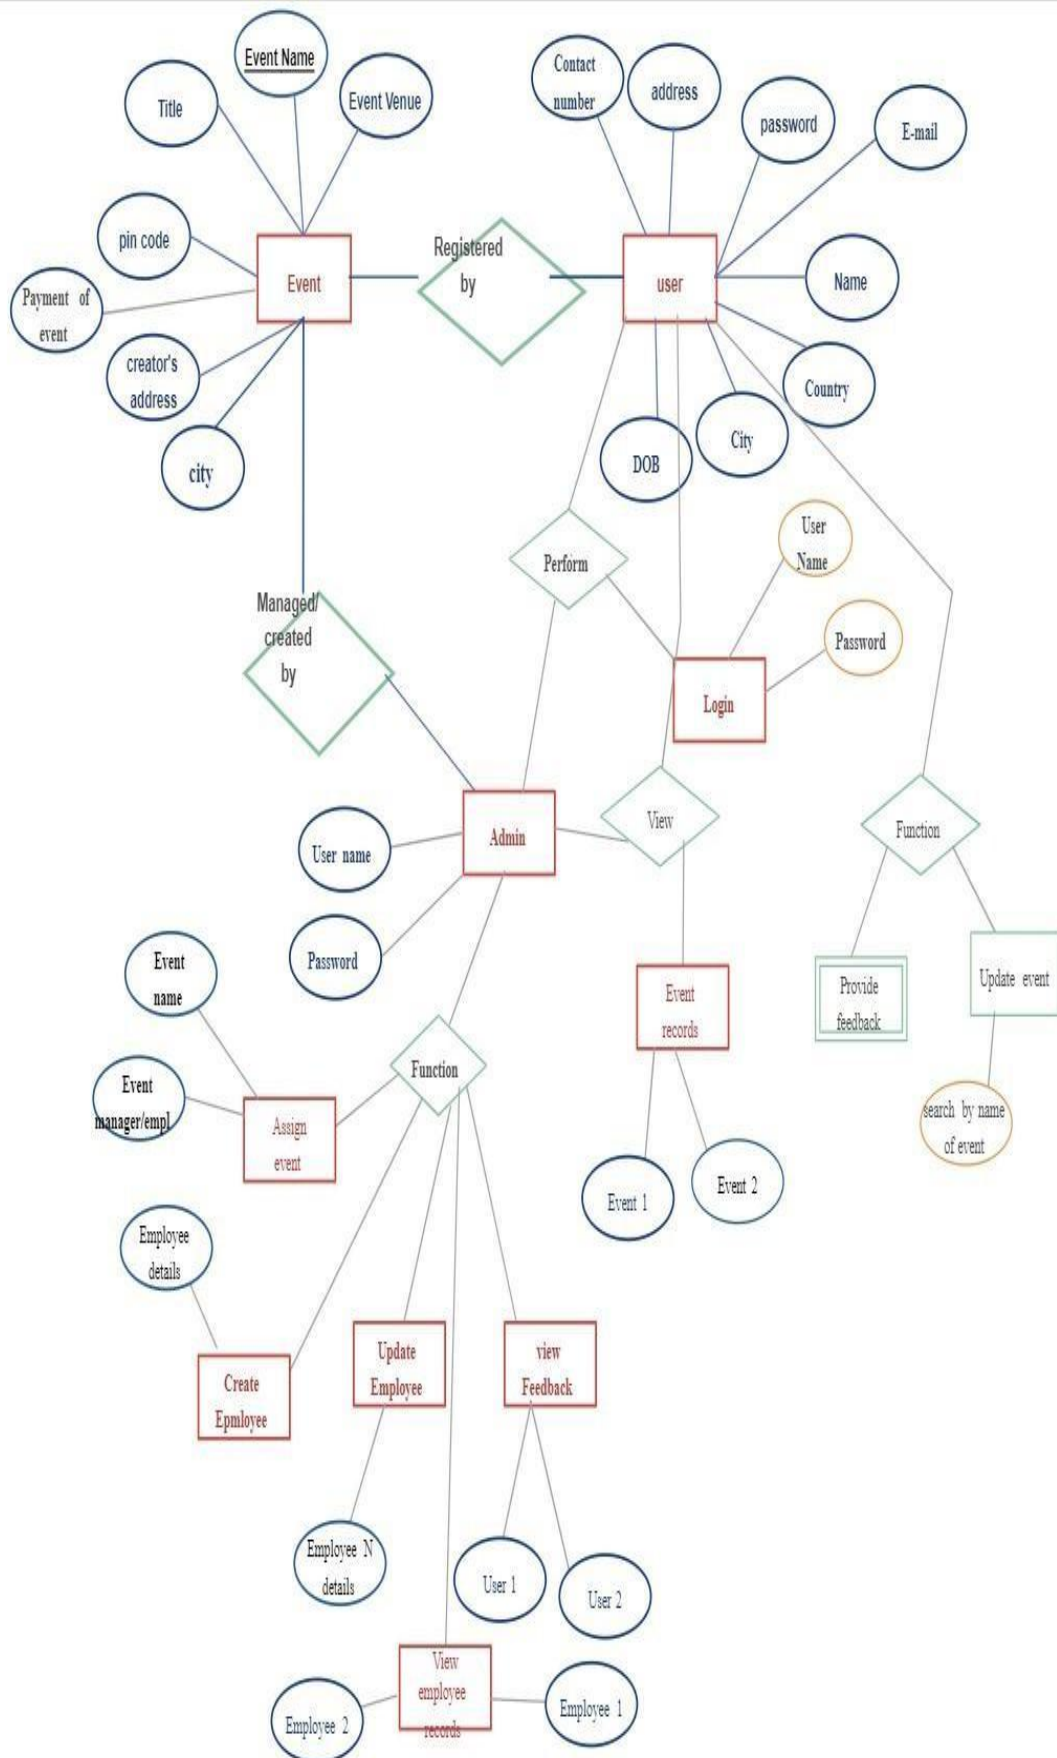 Event Name
Contact
number
address
Title
Event Venue
password
E-mail
pin code
Registered
by
Event
user
Name
Payment of
event
creator's
address
Country
city
DOB
City
User
Name
Perform
Managed/
created
by
Password
Login
User name
Admin
View
Function
Password
Event
name
Event
records
Provide
feedback
Update event
Function
Event
manager/empl
Assign
event
search by name
of event
Event 1
Event 2
Employee
details
Create
Epmloyee
Update
Employee
view
Feedback
Employee N
details
User 1
User 2
View
employee
records
Employee 2
Employee 1